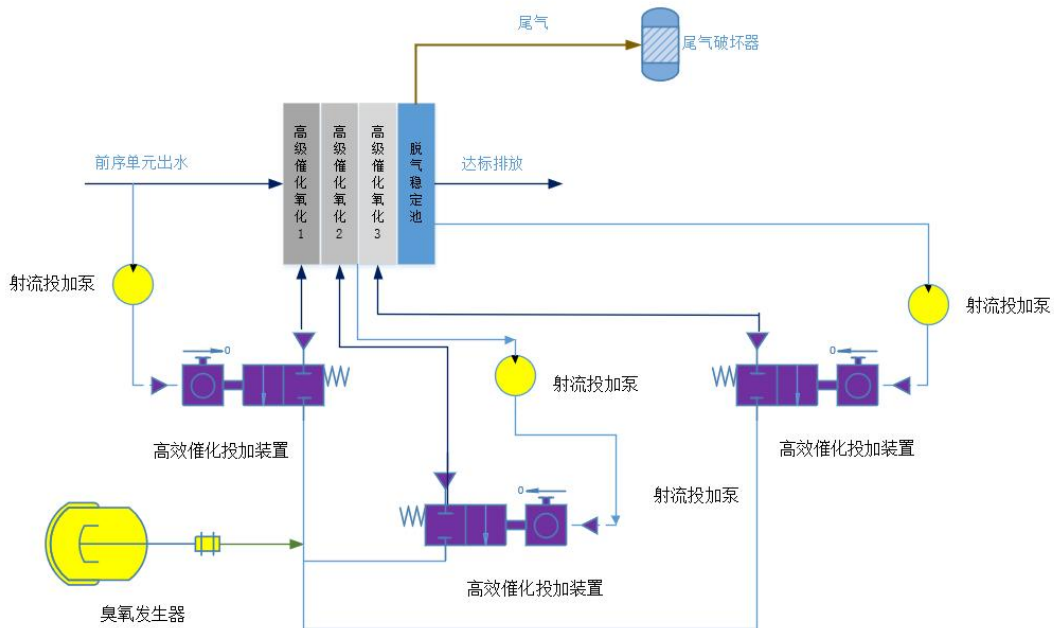 尾气
尾气破坏器
前序单元出水
高级催化氧化1
高级催化氧化2
高级催化氧化3
脱气稳定池
达标排放
射流投加泵
射流投加泵
射流投加泵
0
0
高效催化投加装置
高效催化投加装置
射流投加泵
0
高效催化投加装置
臭氧发生器